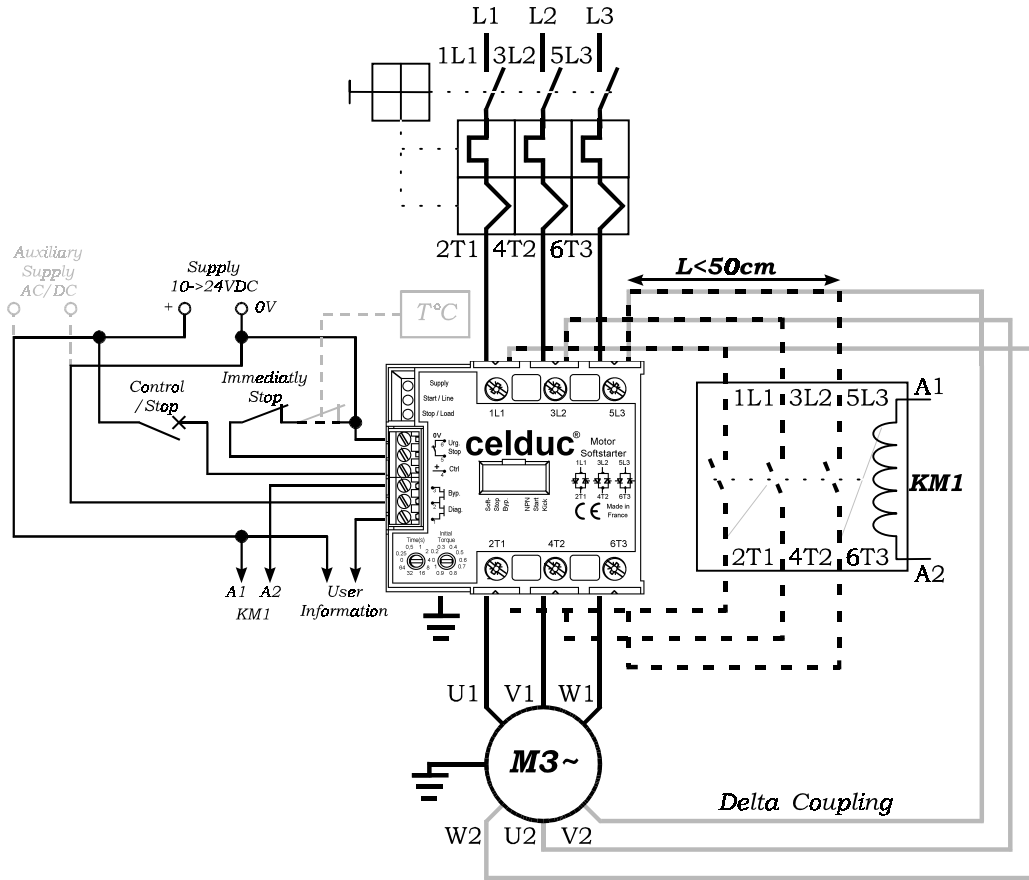 L1 L2 L3
1L1 3L2 5L3
2T1 4T2 6T3
Auxiliary
Supply
AC/DC
Supply
10->24VDC
+ 0V
T°C
L<50cm
Control
/Stop
Immediatly
Stop
Supply
Start / Line
Stop / Load
1L1 3L2 5L3
celduc®
Motor
Softstarter
1L1 3L2 5L3
2T1 4T2 6T3
Made in
France
CE
0V
Urg.
Stop
+ Ctrl
Byp.
Diag.
Soft-
Stop
Byp.
NPN
Start
Kick
2T1 4T2 6T3
Time(s)
Initial
Torque
A1 A2
KM1
User
Information
1L1 3L2 5L3
A1
KM1
2T1 4T2 6T3
A2
U1 V1 W1
M3~
W2 U2 V2
Delta Coupling